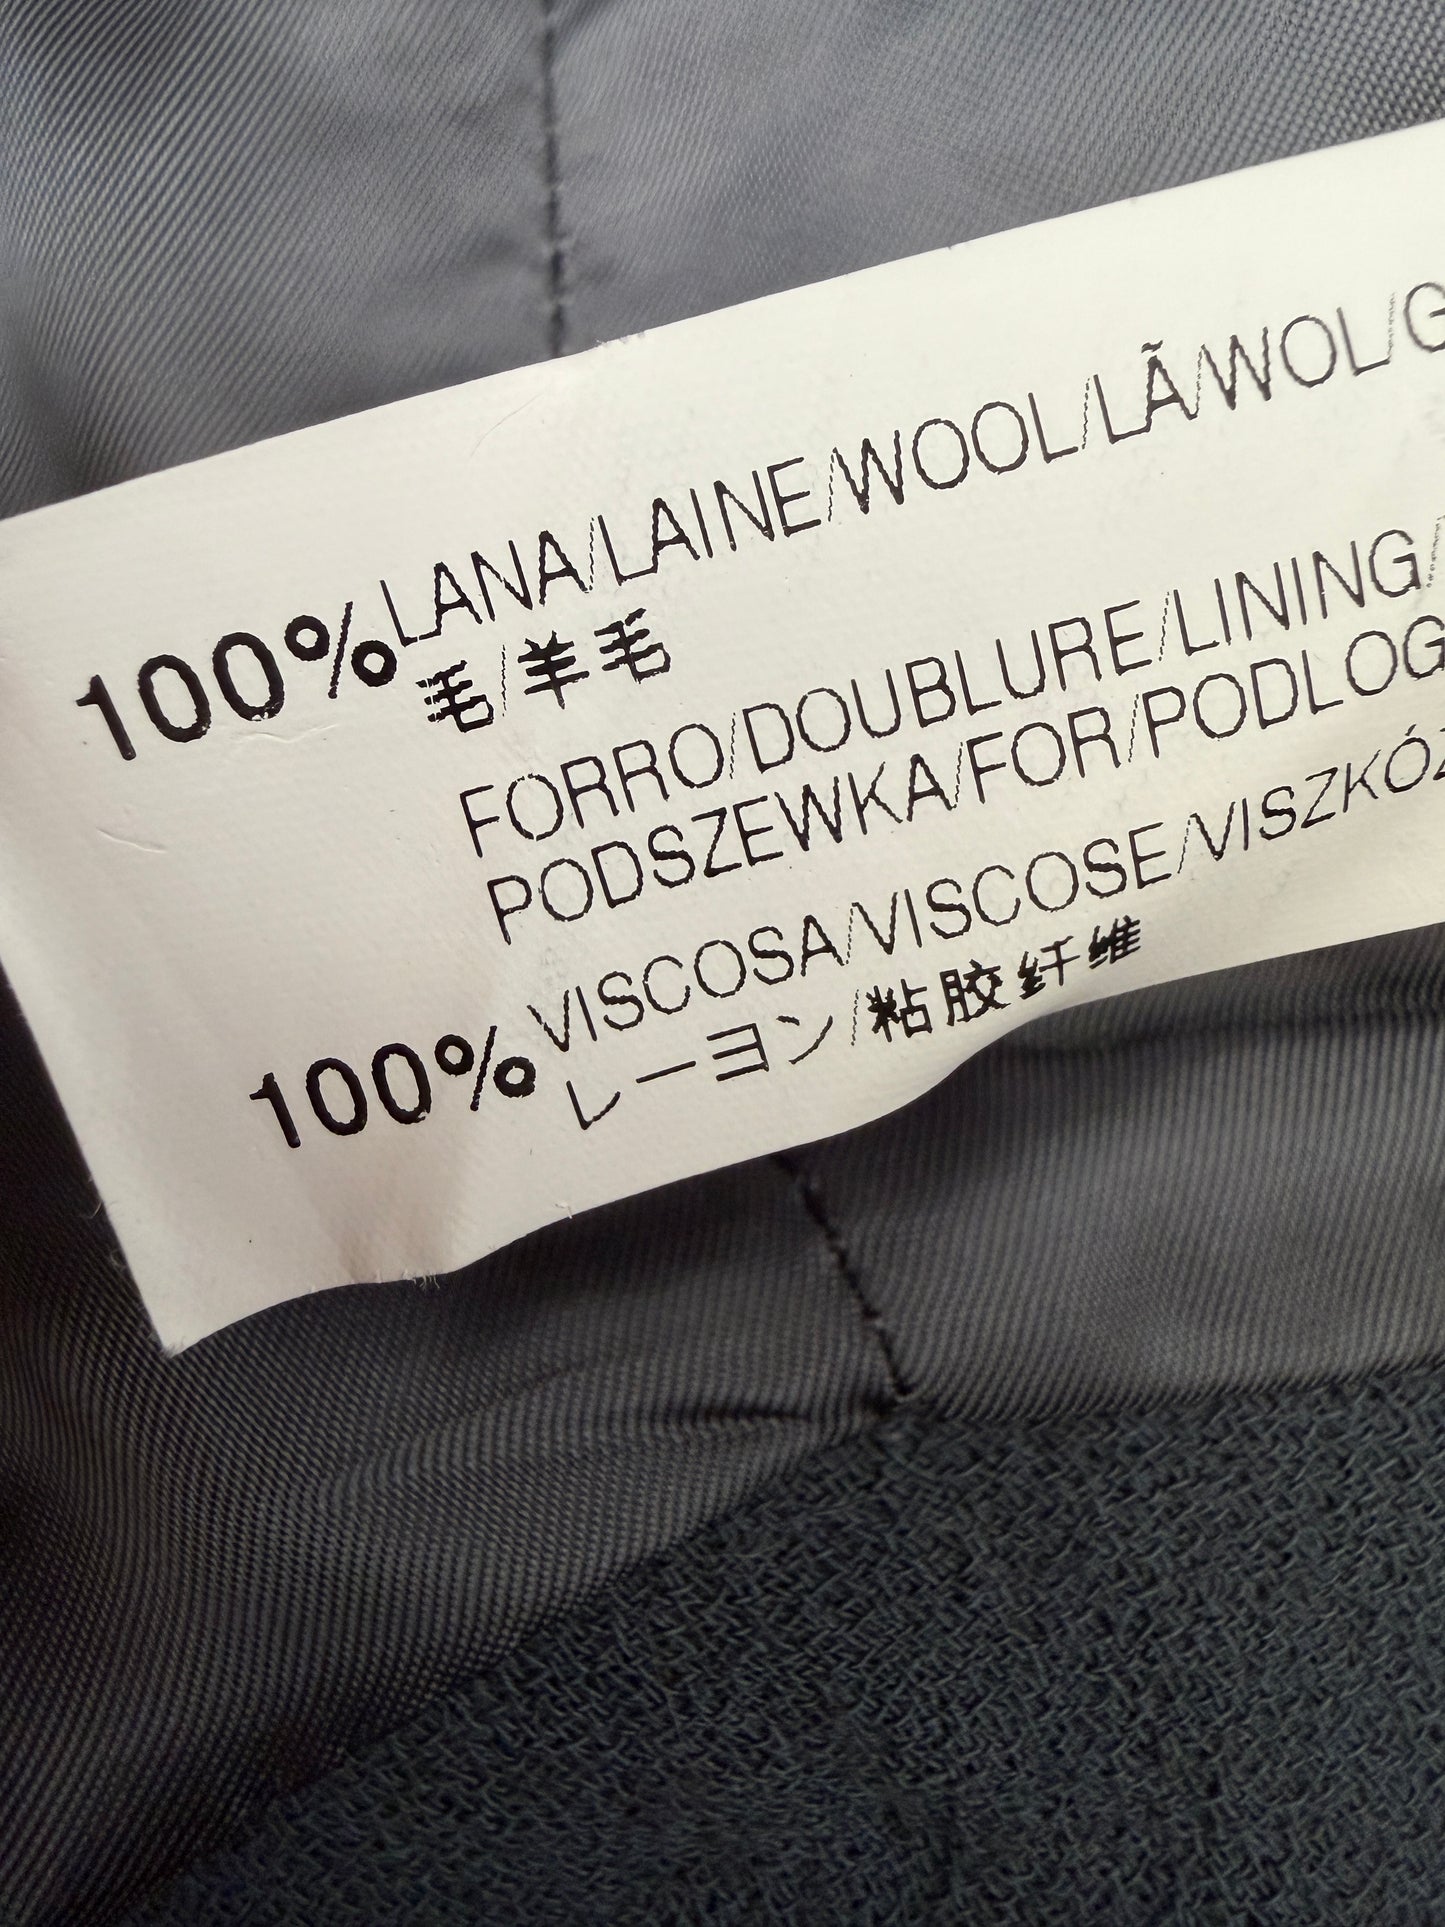 100% LANA/LAINE/WOOL/LÃ/WOL/G
毛/羊毛
FORRO/DOUBLURE/LINING/
PODSZEWKA/FOR/PODLOG
100% VISCOSA/VISCOSE/VISZKÓZ
レーヨン/粘胶纤维